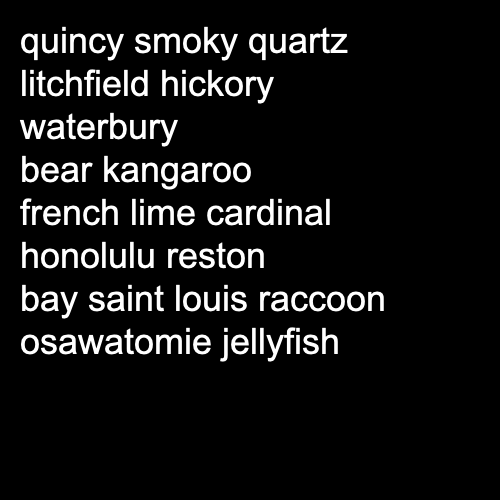 quincy smoky quartz
litchfield hickory
waterbury
bear kangaroo
french lime cardinal
honolulu reston
bay saint louis raccoon
osawatomie jellyfish